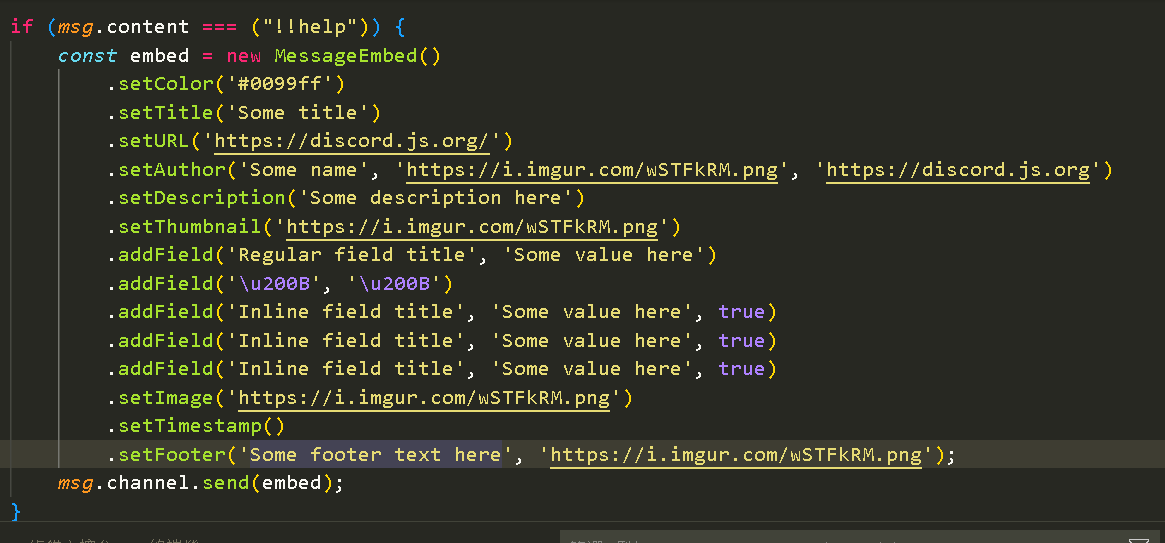 if (msg.content === ("!!help")) {
const embed = new MessageEmbed()
.setColor('#0099ff')
.setTitle('Some title')
.setURL('https://discord.js.org/')
.setAuthor('Some name', 'https://i.imgur.com/wSTFkRM.png', 'https://discord.js.org')
.setDescription('Some description here')
.setThumbnail('https://i.imgur.com/wSTFkRM.png')
.addField('Regular field title', 'Some value here')
.addField('\u200B', '\u200B')
.addField('Inline field title', 'Some value here', true)
.addField('Inline field title', 'Some value here', true)
.addField('Inline field title', 'Some value here', true)
.setImage('https://i.imgur.com/wSTFkRM.png')
.setTimestamp()
.setFooter('Some footer text here', 'https://i.imgur.com/wSTFkRM.png');
msg.channel.send(embed);
}